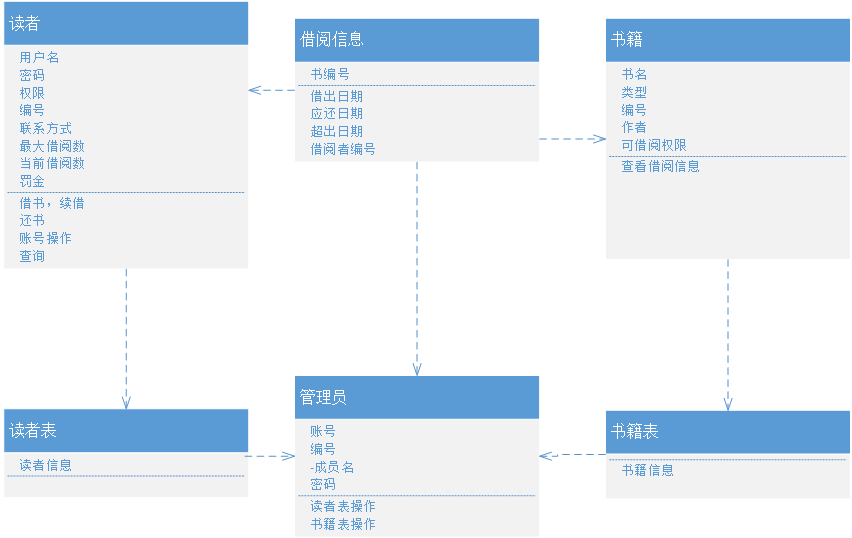 读者
用户名
密码
权限
编号
联系方式
最大借阅数
当前借阅数
罚金
借书，续借
还书
账号操作
查询
借阅信息
书编号
借出日期
应还日期
超出日期
借阅者编号
书籍
书名
类型
编号
作者
可借阅权限
查看借阅信息
读者表
读者信息
管理员
账号
编号
-成员名
密码
读者表操作
书籍表操作
书籍表
书籍信息